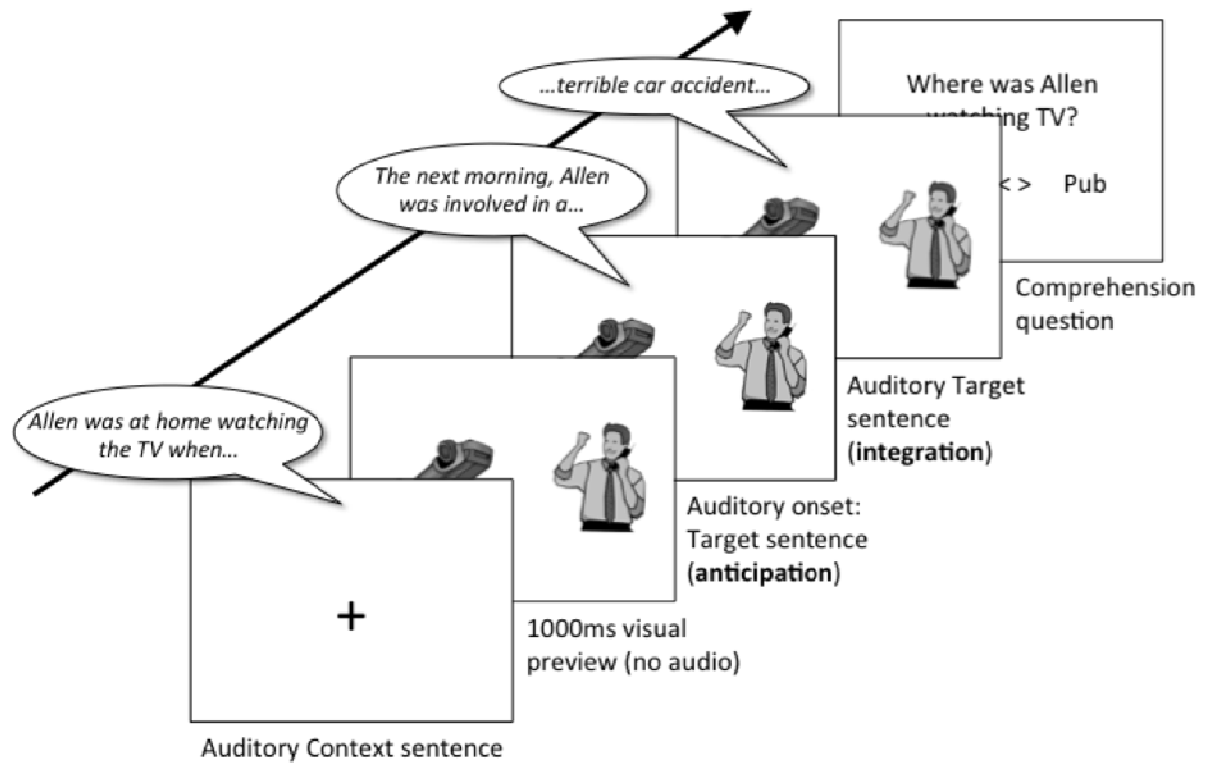 Allen was at home watching
the TV when…
+
Auditory Context sentence
1000ms visual
preview (no audio)
The next morning, Allen
was involved in a…
Auditory onset:
Target sentence
(anticipation)
…terrible car accident…
Auditory Target
sentence
(integration)
Where was Allen
watching TV?
< > Pub
Comprehension
question